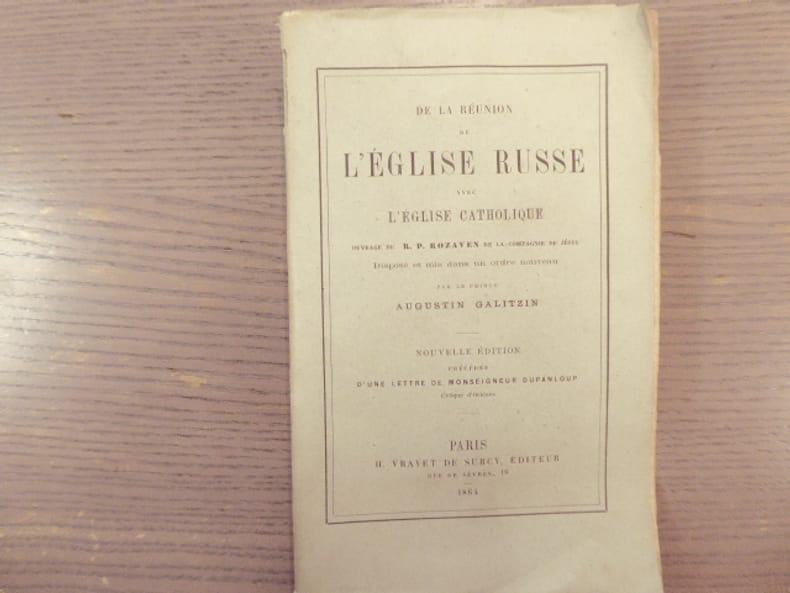 DE LA RÉUNION
DE
L'ÉGLISE RUSSE
AVEC
L'ÉGLISE CATHOLIQUE
OUVRAGE DU R. P. ROZAVEN DE LA COMPAGNIE DE JÉSUS
Disposé et mis dans un ordre nouveau
PAR LE PRINCE
AUGUSTIN GALITZIN
NOUVELLE ÉDITION
PRÉCÉDÉE
D'UNE LETTRE DE MONSEIGNEUR DUPANLOUP
d'Orléans
PARIS
H. VRAYET DE SURCY, ÉDITEUR
RUE DE SÈVRES, 19
1864